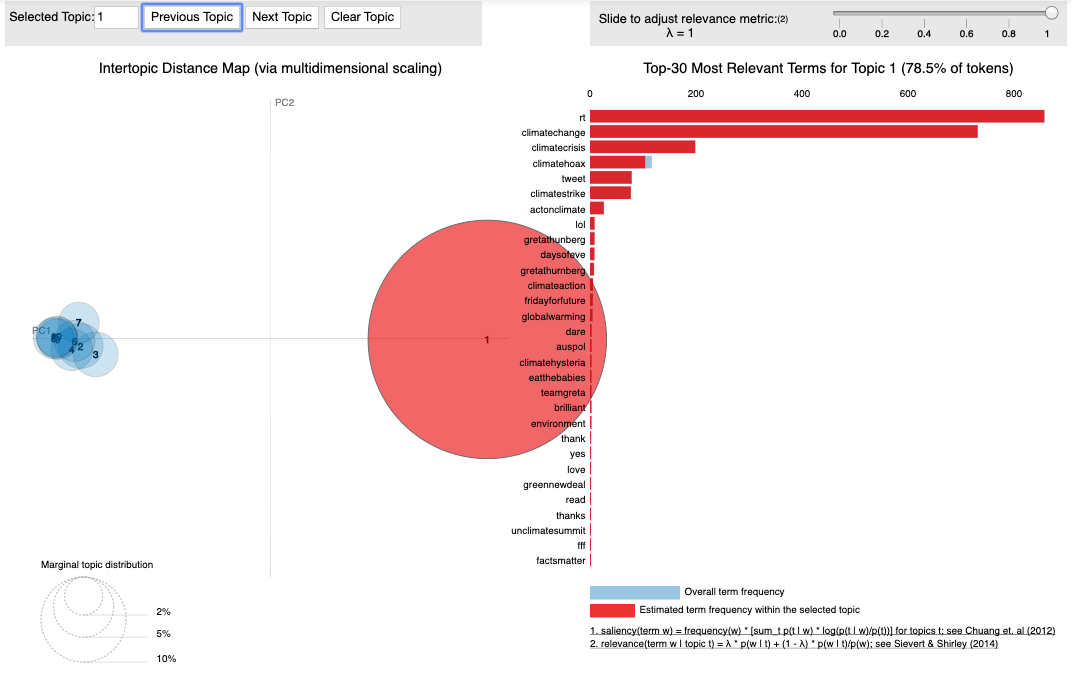 Selected Topic: 1 Previous Topic Next Topic Clear Topic
Slide to adjust relevance metric:(2)
λ = 1
0.0 0.2 0.4 0.6 0.8 1
Intertopic Distance Map (via multidimensional scaling)
PC2
PC1
7
6
4
2
3
1
Marginal topic distribution
2%
5%
10%
Top-30 Most Relevant Terms for Topic 1 (78.5% of tokens)
0 200 400 600 800
rt
climatechange
climatecrisis
climatehoax
tweet
climatestrike
actonclimate
lol
gretathunberg
daysofeve
gretathurnberg
climateaction
fridayforfuture
globalwarming
dare
auspol
climatehysteria
eatthebabies
teamgreta
brilliant
environment
thank
yes
love
greennewdeal
read
thanks
unclimatesummit
fff
factsmatter
Overall term frequency
Estimated term frequency within the selected topic
1. saliency(term w) = frequency(w) * [sum_t p(t | w) * log(p(t | w)/p(t))] for topics t; see Chuang et. al (2012)
2. relevance(term w | topic t) = λ * p(w | t) + (1 - λ) * p(w | t)/p(w); see Sievert & Shirley (2014)